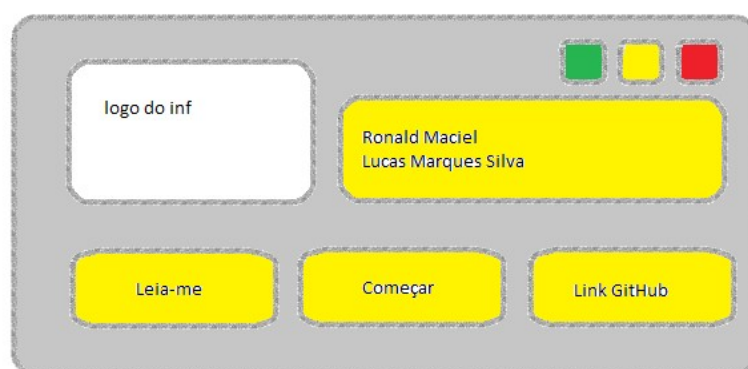 logo do inf
Ronald Maciel
Lucas Marques Silva
Leia-me
Começar
Link GitHub